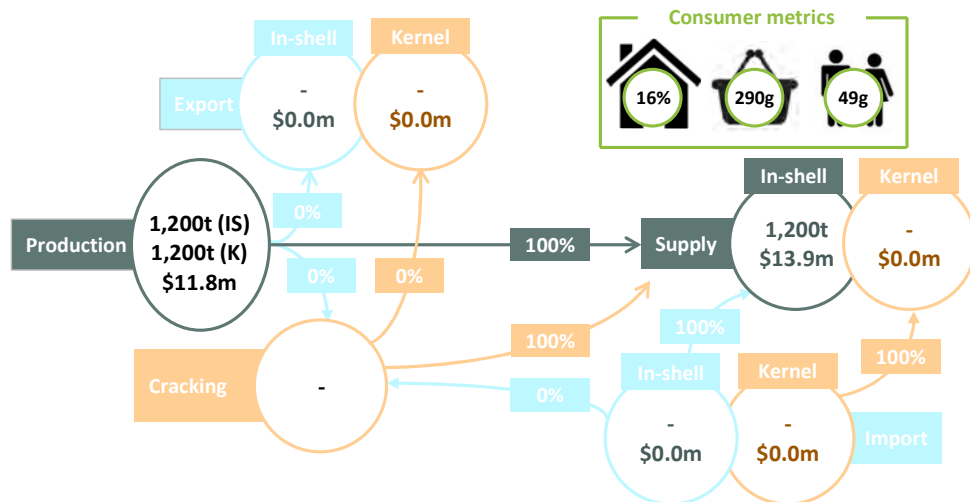 Consumer metrics
16%
290g
49g
In-shell
Kernel
Export
-
$0.0m
-
$0.0m
0%
Production
1,200t (IS)
1,200t (K)
$11.8m
100%
Supply
In-shell
Kernel
1,200t
$13.9m
-
$0.0m
0%
0%
100%
100%
100%
Cracking
-
0%
In-shell
Kernel
-
$0.0m
-
$0.0m
Import